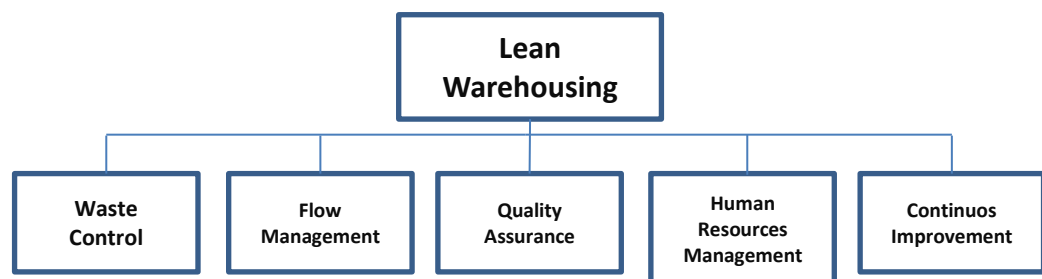 Lean
Warehousing
Waste
Control
Flow
Management
Quality
Assurance
Human
Resources
Management
Continuos
Improvement